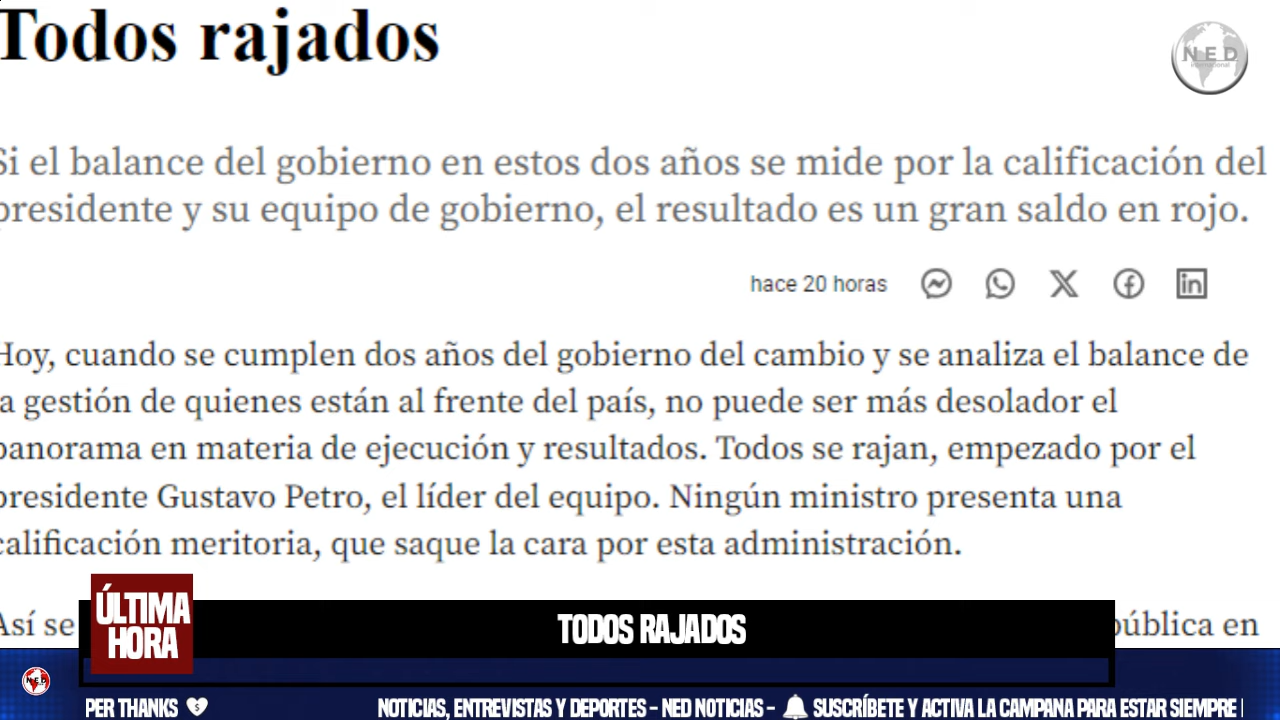 Todos rajados
NED
international
Si el balance del gobierno en estos dos años se mide por la calificación del
presidente y su equipo de gobierno, el resultado es un gran saldo en rojo.
hace 20 horas
Hoy, cuando se cumplen dos años del gobierno del cambio y se analiza el balance de
la gestión de quienes están al frente del país, no puede ser más desolador el
panorama en materia de ejecución y resultados. Todos se rajan, empezado por el
presidente Gustavo Petro, el líder del equipo. Ningún ministro presenta una
calificación meritoria, que saque la cara por esta administración.
Así se pública en
ÚLTIMA
HORA
TODOS RAJADOS
NED
PER THANKS NOTICIAS, ENTREVISTAS Y DEPORTES - NED NOTICIAS - SUSCRÍBETE Y ACTIVA LA CAMPANA PARA ESTAR SIEMPRE